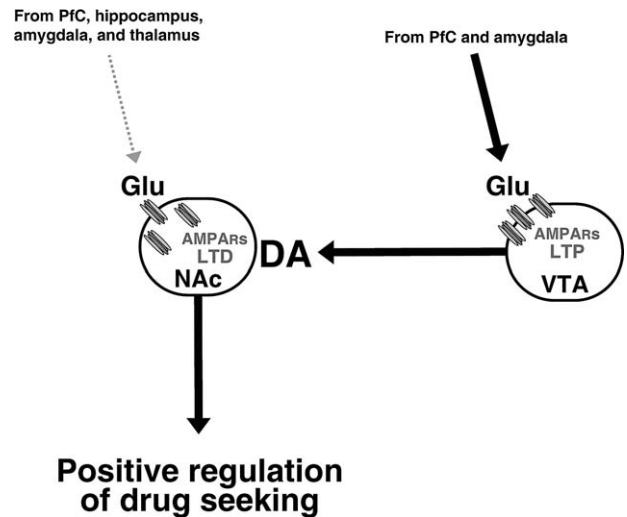 From PfC, hippocampus,
amygdala, and thalamus
From PfC and amygdala
Glu
Glu
AMPARs
LTD
NAc
DA
AMPARs
LTP
VTA
Positive regulation
of drug seeking